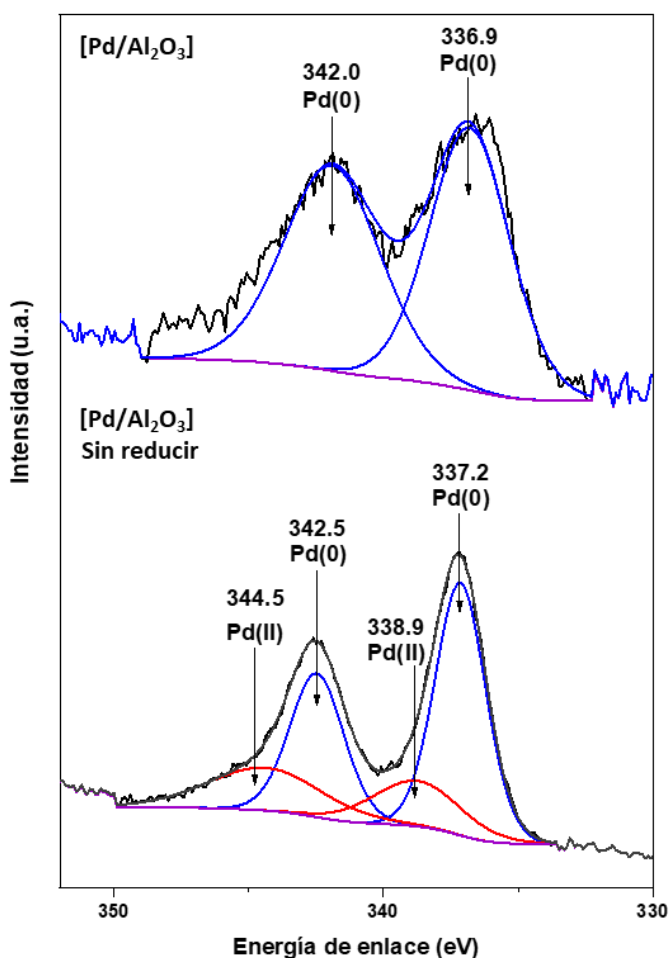 [Pd/Al₂O₃]
342.0
Pd(0)
336.9
Pd(0)
Intensidad (u.a.)
[Pd/Al₂O₃]
Sin reducir
344.5
Pd(II)
342.5
Pd(0)
338.9
Pd(II)
337.2
Pd(0)
350
340
330
Energía de enlace (eV)